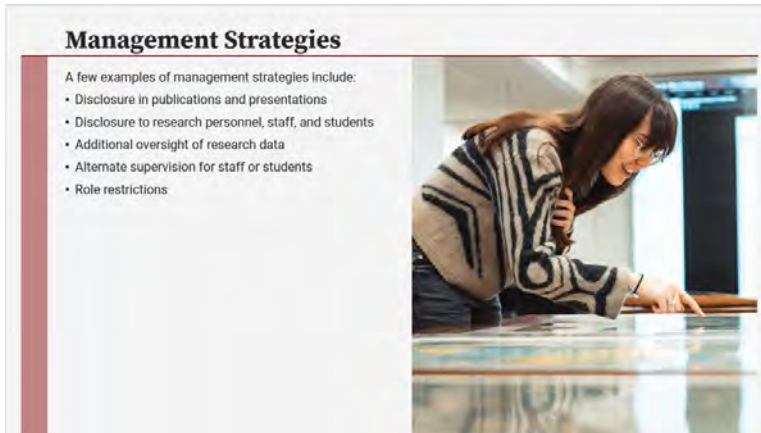 Management Strategies
A few examples of management strategies include:
• Disclosure in publications and presentations
• Disclosure to research personnel, staff, and students
• Additional oversight of research data
• Alternate supervision for staff or students
• Role restrictions